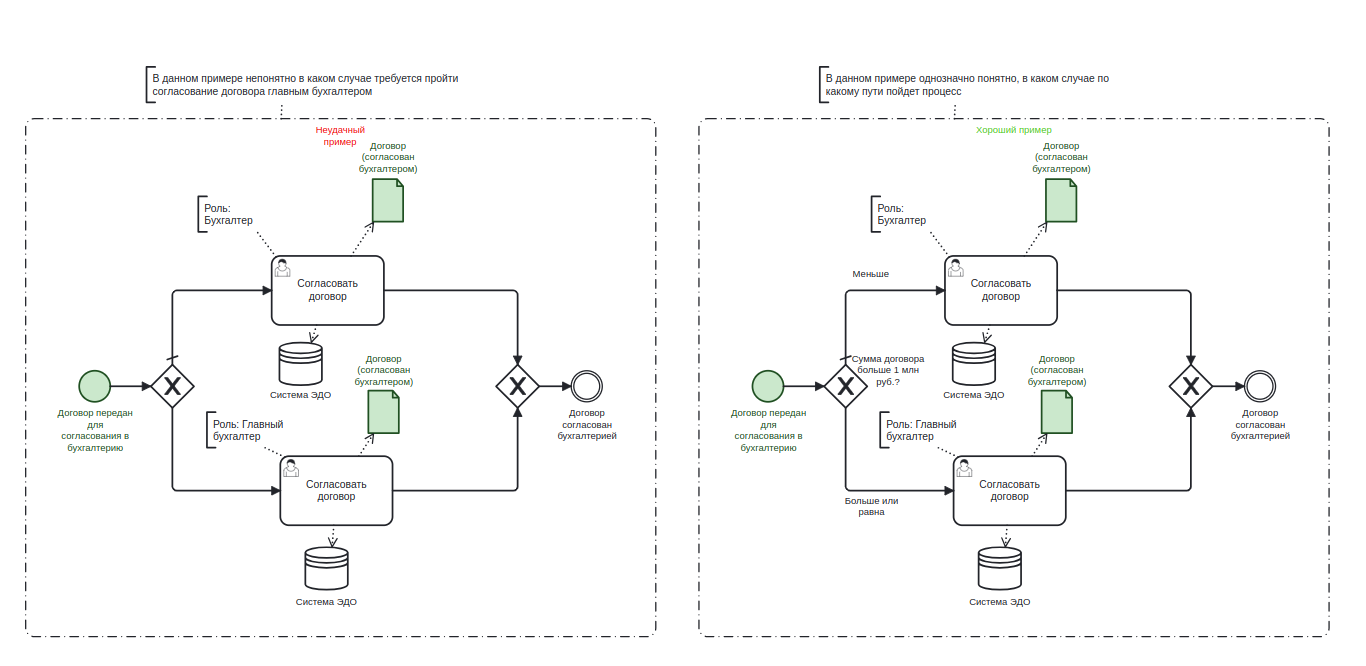 В данном примере непонятно в каком случае требуется пройти
согласование договора главным бухгалтером
Неудачный
пример
Договор
(согласован
бухгалтером)
Роль:
Бухгалтер
Согласовать
договор
Система ЭДО
Договор передан
для
согласования в
бухгалтерию
Договор
(согласован
бухгалтером)
Роль: Главный
бухгалтер
Согласовать
договор
Система ЭДО
Договор
согласован
бухгалтерией
В данном примере однозначно понятно, в каком случае по
какому пути пойдет процесс
Хороший пример
Договор
(согласован
бухгалтером)
Роль:
Бухгалтер
Меньше
Согласовать
договор
Система ЭДО
Сумма договора
больше 1 млн
руб.?
Договор передан
для
согласования в
бухгалтерию
Договор
(согласован
бухгалтером)
Роль: Главный
бухгалтер
Больше или
равна
Согласовать
договор
Система ЭДО
Договор
согласован
бухгалтерией